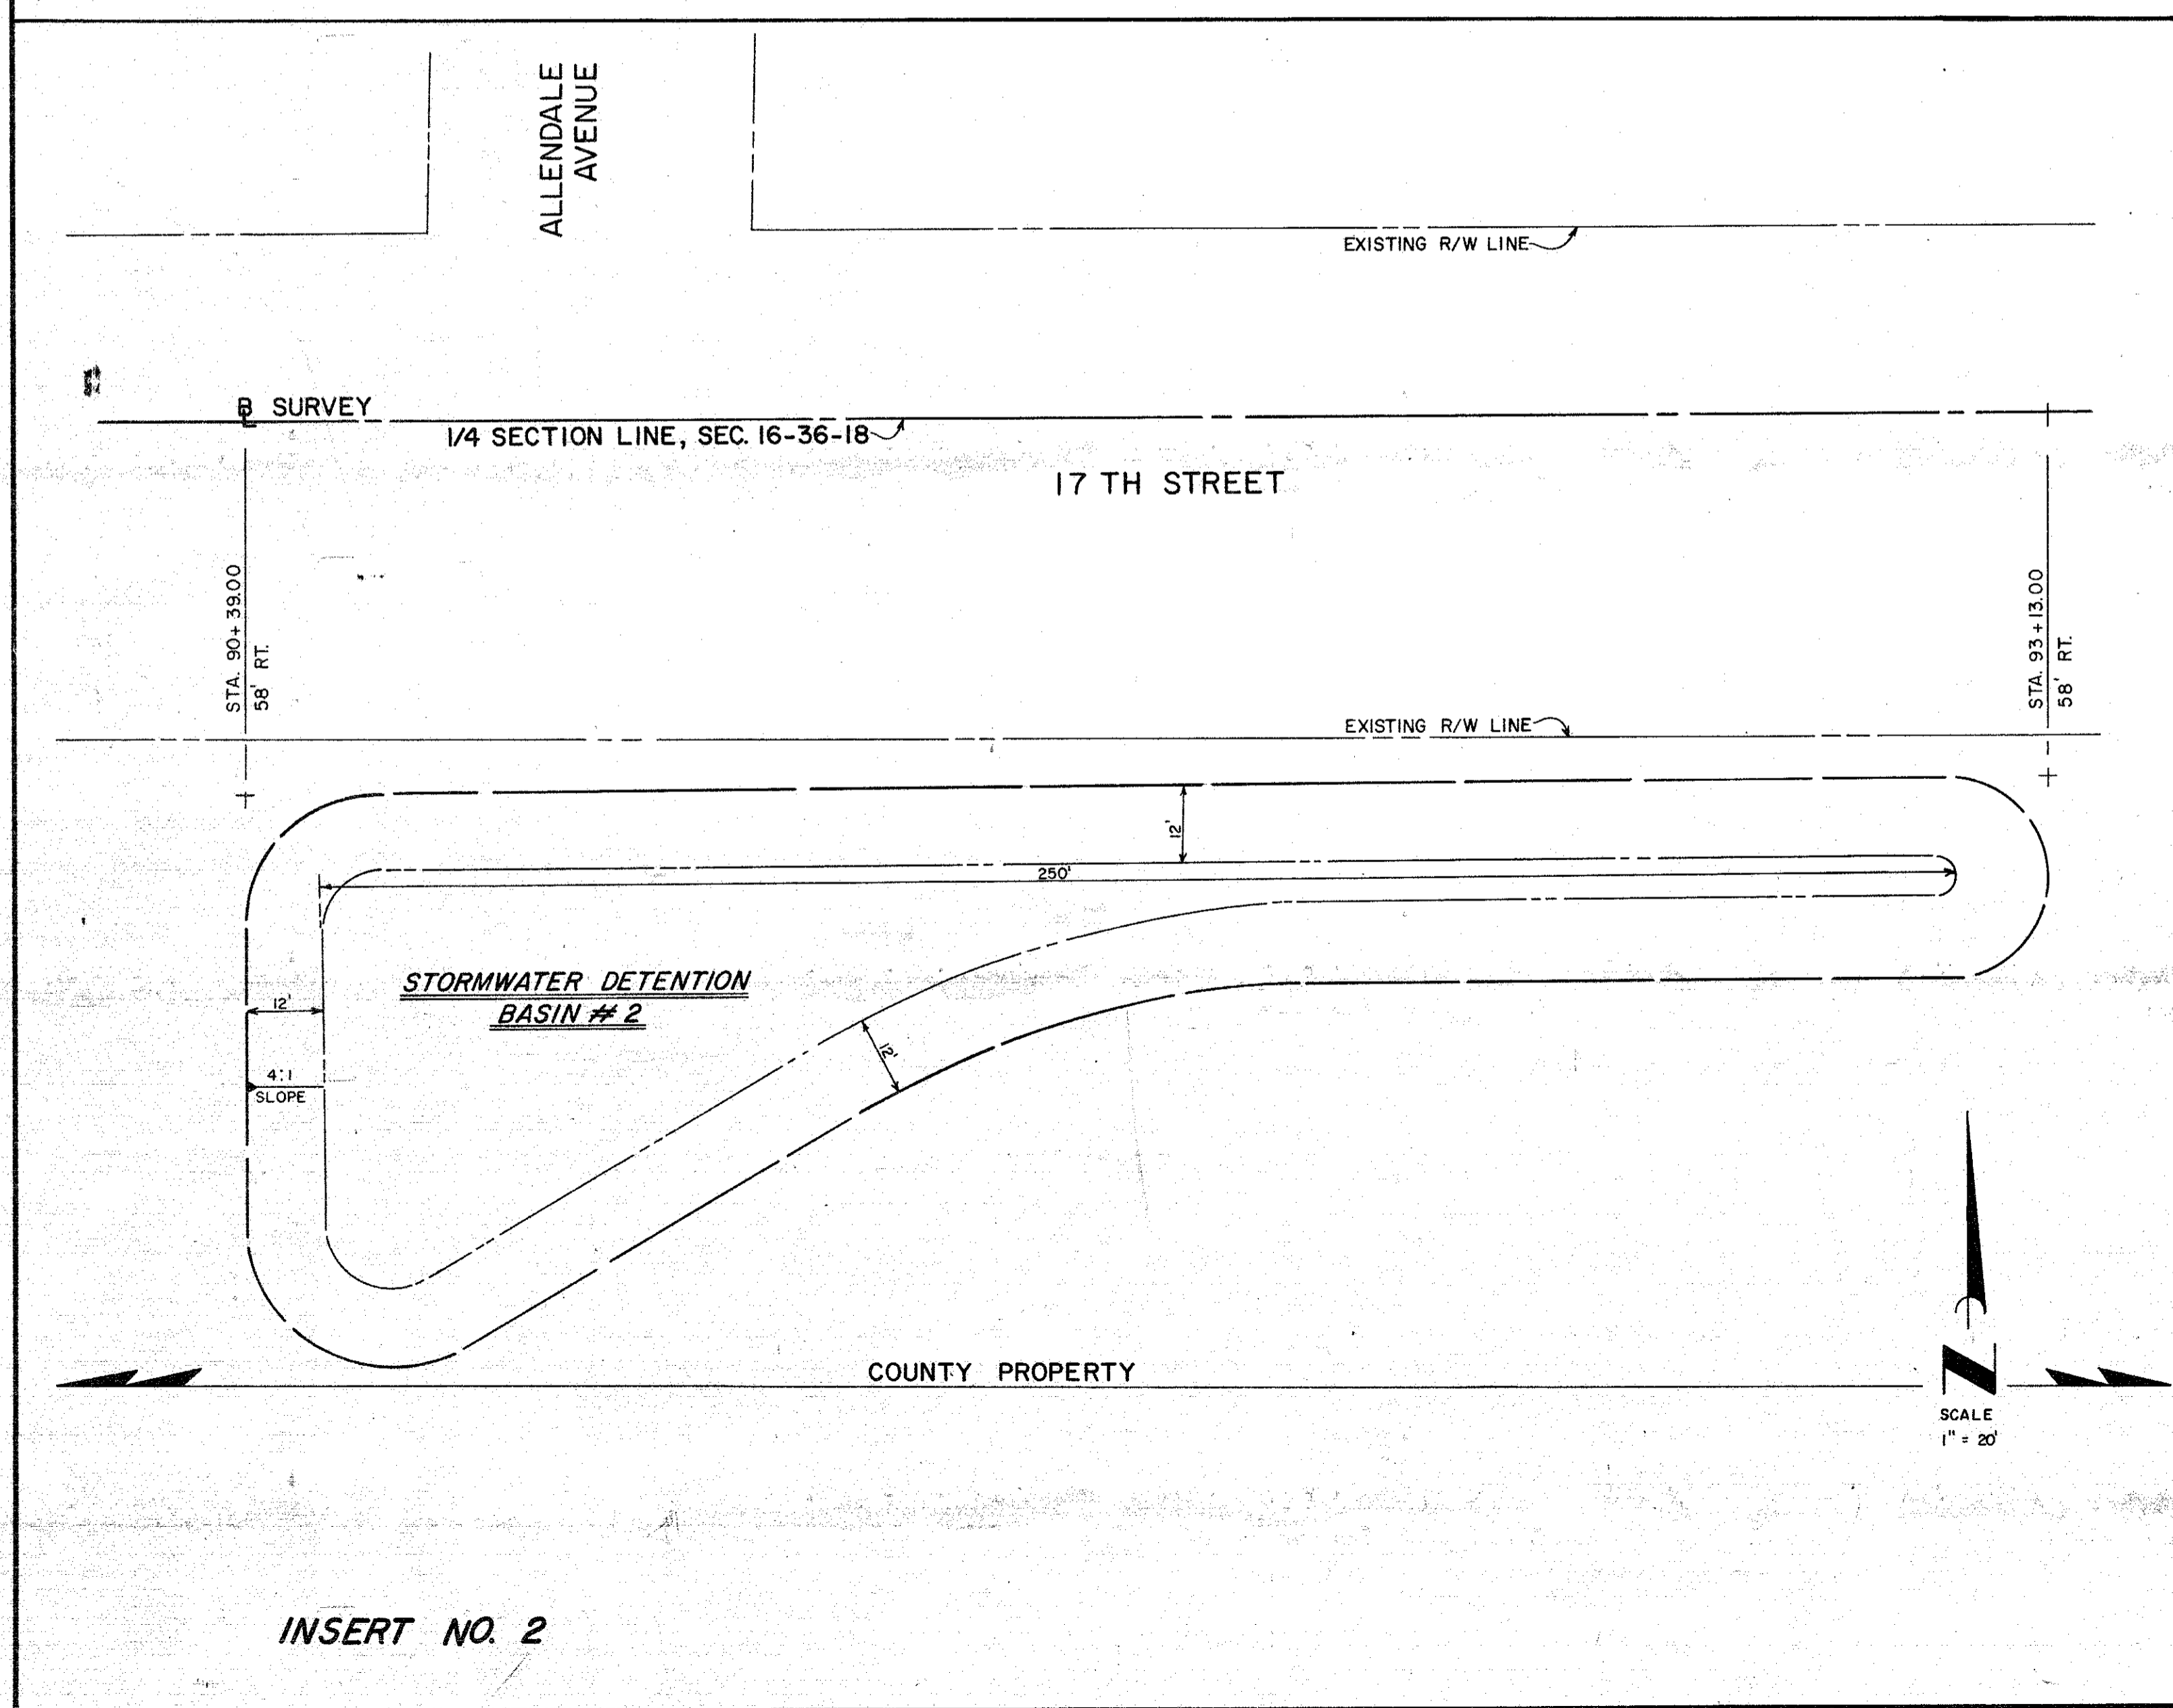 ALLENDALE
AVENUE
EXISTING R/W LINE
B SURVEY
1/4 SECTION LINE, SEC. 16-36-18
17 TH STREET
STA. 90+39.00
58' RT.
STA. 93+13.00
58' RT.
EXISTING R/W LINE
12'
250'
STORMWATER DETENTION
BASIN # 2
12'
12'
4:1
SLOPE
COUNTY PROPERTY
N
SCALE
1" = 20'
INSERT NO. 2